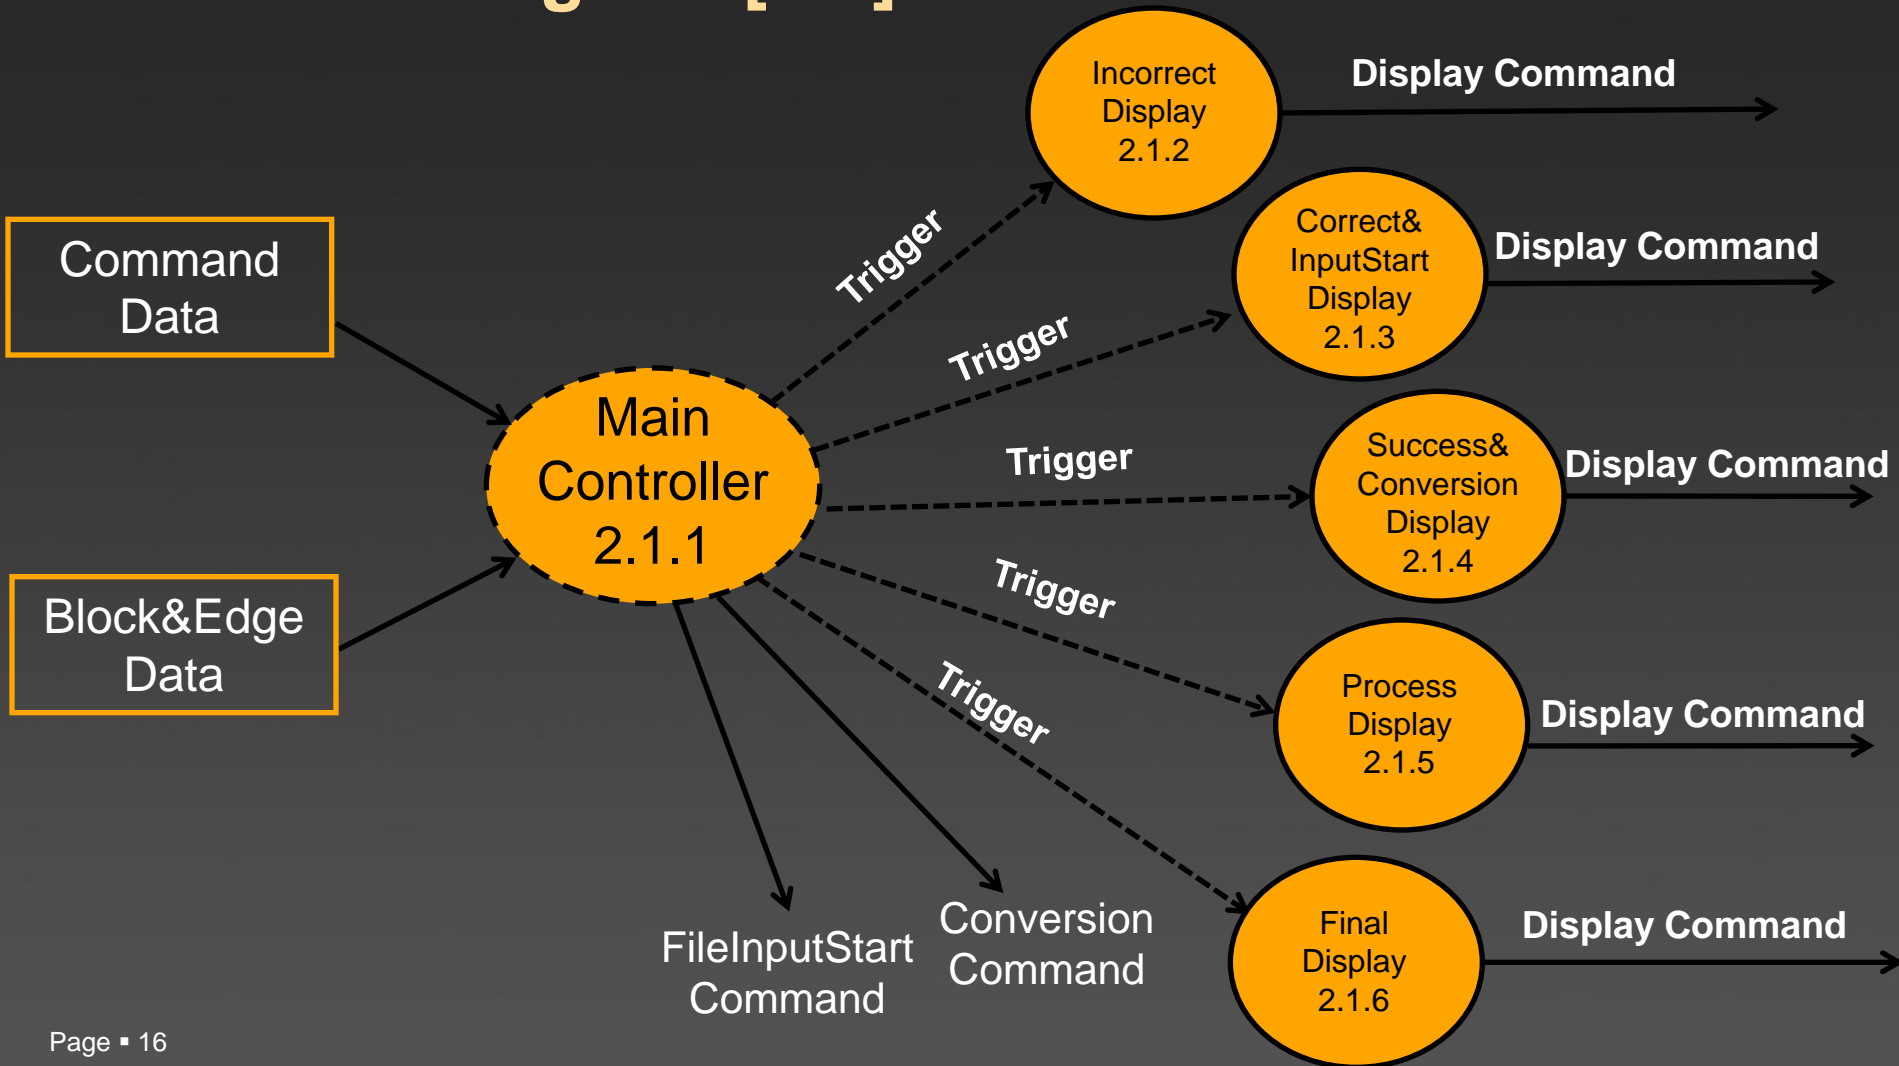 Incorrect
Display
2.1.2
Display Command
Trigger
Correct&
InputStart
Display
2.1.3
Display Command
Command
Data
Trigger
Main
Controller
2.1.1
Trigger
Success&
Conversion
Display
2.1.4
Display Command
Block&Edge
Data
Trigger
Process
Display
2.1.5
Display Command
Trigger
Final
Display
2.1.6
Display Command
FileInputStart
Command
Conversion
Command
Page ▪ 16